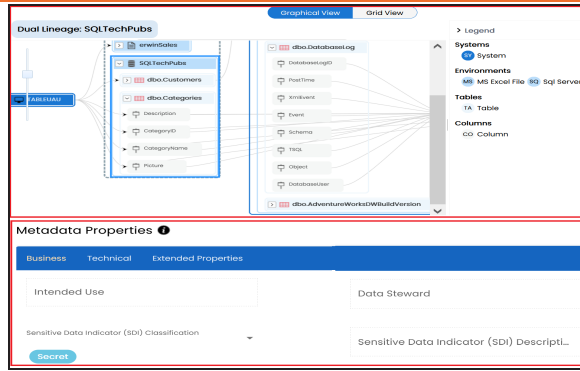 Graphical View Grid View
Dual Lineage: SQLTechPubs
Legend
Systems
SY System
Environments
MS MS Excel File SQ Sql Server
Tables
TA Table
Columns
CO Column
TABLEUAU
erwinSales
SQLTechPubs
dbo.Customers
dbo.Categories
Description
CategoryID
CategoryName
Picture
dbo.DatabaseLog
DatabaseLogID
PostTime
XmlEvent
Event
Schema
TSQL
Object
DatabaseUser
dbo.AdventureWorksDWBuildVersion
Metadata Properties
Business Technical Extended Properties
Intended Use
Data Steward
Sensitive Data Indicator (SDI) Classification
Secret
Sensitive Data Indicator (SDI) Descripti...